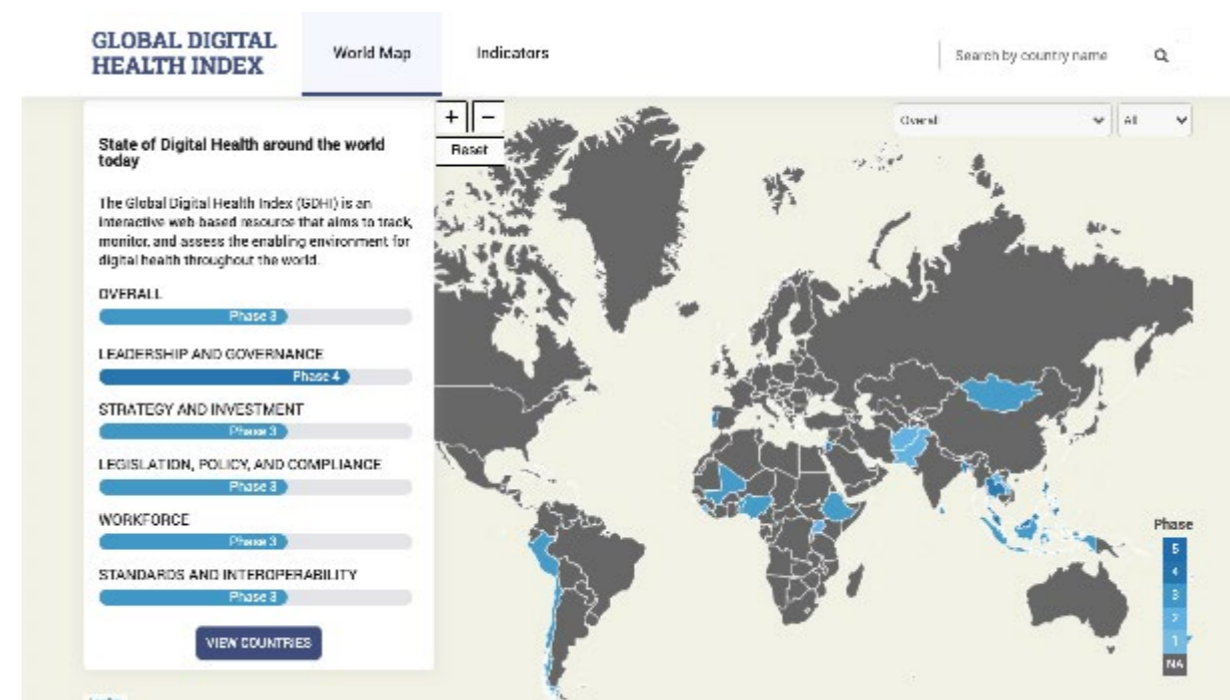 GLOBAL DIGITAL
HEALTH INDEX
World Map
Indicators
Search by country name
State of Digital Health around the world
today
The Global Digital Health Index (GDHI) is an
interactive web-based resource that aims to track,
monitor, and assess the enabling environment for
digital health throughout the world.
OVERALL
Phase 3
LEADERSHIP AND GOVERNANCE
Phase 4
STRATEGY AND INVESTMENT
Phase 3
LEGISLATION, POLICY, AND COMPLIANCE
Phase 3
WORKFORCE
Phase 3
STANDARDS AND INTEROPERABILITY
Phase 3
VIEW COUNTRIES
+
−
Reset
Overall
All
Phase
5
4
3
2
1
NA